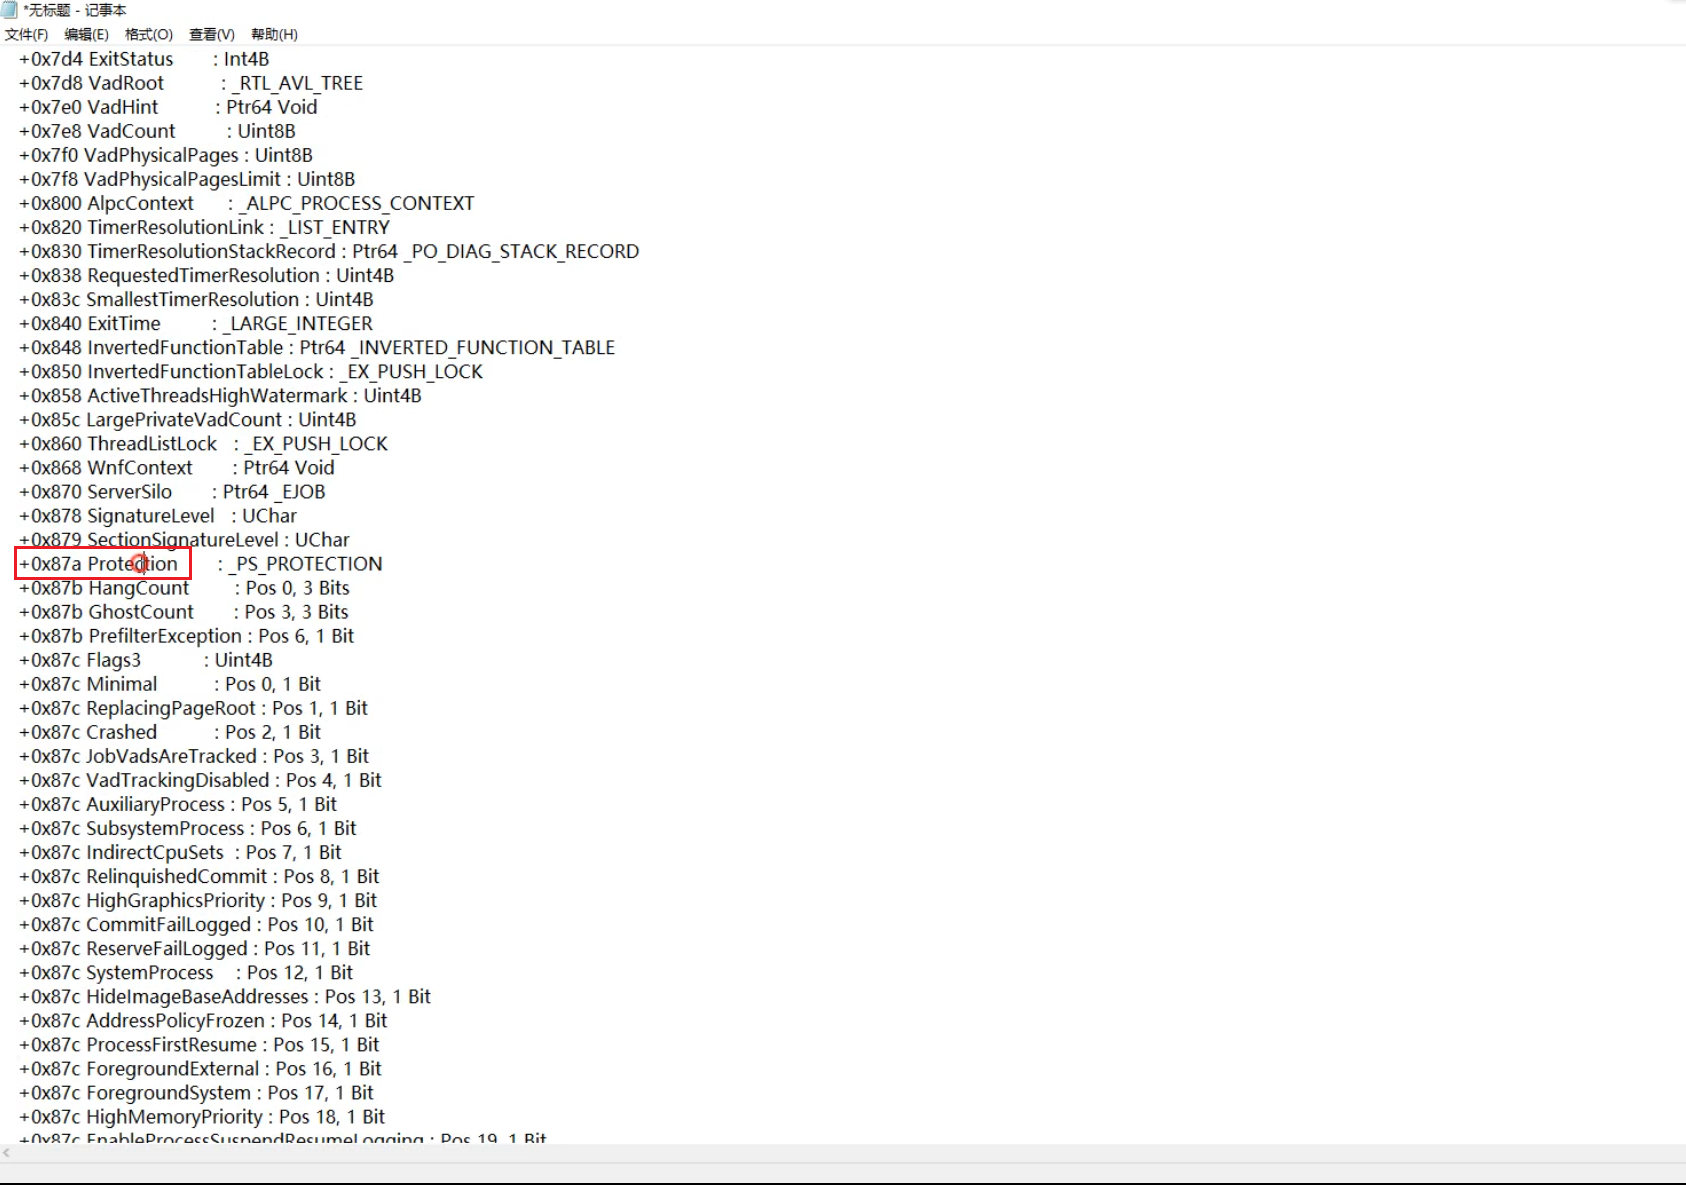 *无标题 - 记事本
文件(F) 编辑(E) 格式(O) 查看(V) 帮助(H)
+0x7d4 ExitStatus : Int4B
+0x7d8 VadRoot : _RTL_AVL_TREE
+0x7e0 VadHint : Ptr64 Void
+0x7e8 VadCount : Uint8B
+0x7f0 VadPhysicalPages : Uint8B
+0x7f8 VadPhysicalPagesLimit : Uint8B
+0x800 AlpcContext : _ALPC_PROCESS_CONTEXT
+0x820 TimerResolutionLink : _LIST_ENTRY
+0x830 TimerResolutionStackRecord : Ptr64 _PO_DIAG_STACK_RECORD
+0x838 RequestedTimerResolution : Uint4B
+0x83c SmallestTimerResolution : Uint4B
+0x840 ExitTime : _LARGE_INTEGER
+0x848 InvertedFunctionTable : Ptr64 _INVERTED_FUNCTION_TABLE
+0x850 InvertedFunctionTableLock : _EX_PUSH_LOCK
+0x858 ActiveThreadsHighWatermark : Uint4B
+0x85c LargePrivateVadCount : Uint4B
+0x860 ThreadListLock : _EX_PUSH_LOCK
+0x868 WnfContext : Ptr64 Void
+0x870 ServerSilo : Ptr64 _EJOB
+0x878 SignatureLevel : UChar
+0x879 SectionSignatureLevel : UChar
+0x87a Protection : _PS_PROTECTION
+0x87b HangCount : Pos 0, 3 Bits
+0x87b GhostCount : Pos 3, 3 Bits
+0x87b PrefilterException : Pos 6, 1 Bit
+0x87c Flags3 : Uint4B
+0x87c Minimal : Pos 0, 1 Bit
+0x87c ReplacingPageRoot : Pos 1, 1 Bit
+0x87c Crashed : Pos 2, 1 Bit
+0x87c JobVadsAreTracked : Pos 3, 1 Bit
+0x87c VadTrackingDisabled : Pos 4, 1 Bit
+0x87c AuxiliaryProcess : Pos 5, 1 Bit
+0x87c SubsystemProcess : Pos 6, 1 Bit
+0x87c IndirectCpuSets : Pos 7, 1 Bit
+0x87c RelinquishedCommit : Pos 8, 1 Bit
+0x87c HighGraphicsPriority : Pos 9, 1 Bit
+0x87c CommitFailLogged : Pos 10, 1 Bit
+0x87c ReserveFailLogged : Pos 11, 1 Bit
+0x87c SystemProcess : Pos 12, 1 Bit
+0x87c HideImageBaseAddresses : Pos 13, 1 Bit
+0x87c AddressPolicyFrozen : Pos 14, 1 Bit
+0x87c ProcessFirstResume : Pos 15, 1 Bit
+0x87c ForegroundExternal : Pos 16, 1 Bit
+0x87c ForegroundSystem : Pos 17, 1 Bit
+0x87c HighMemoryPriority : Pos 18, 1 Bit
+0x87c EnableProcessSuspendResumeLogging : Pos 19, 1 Bit